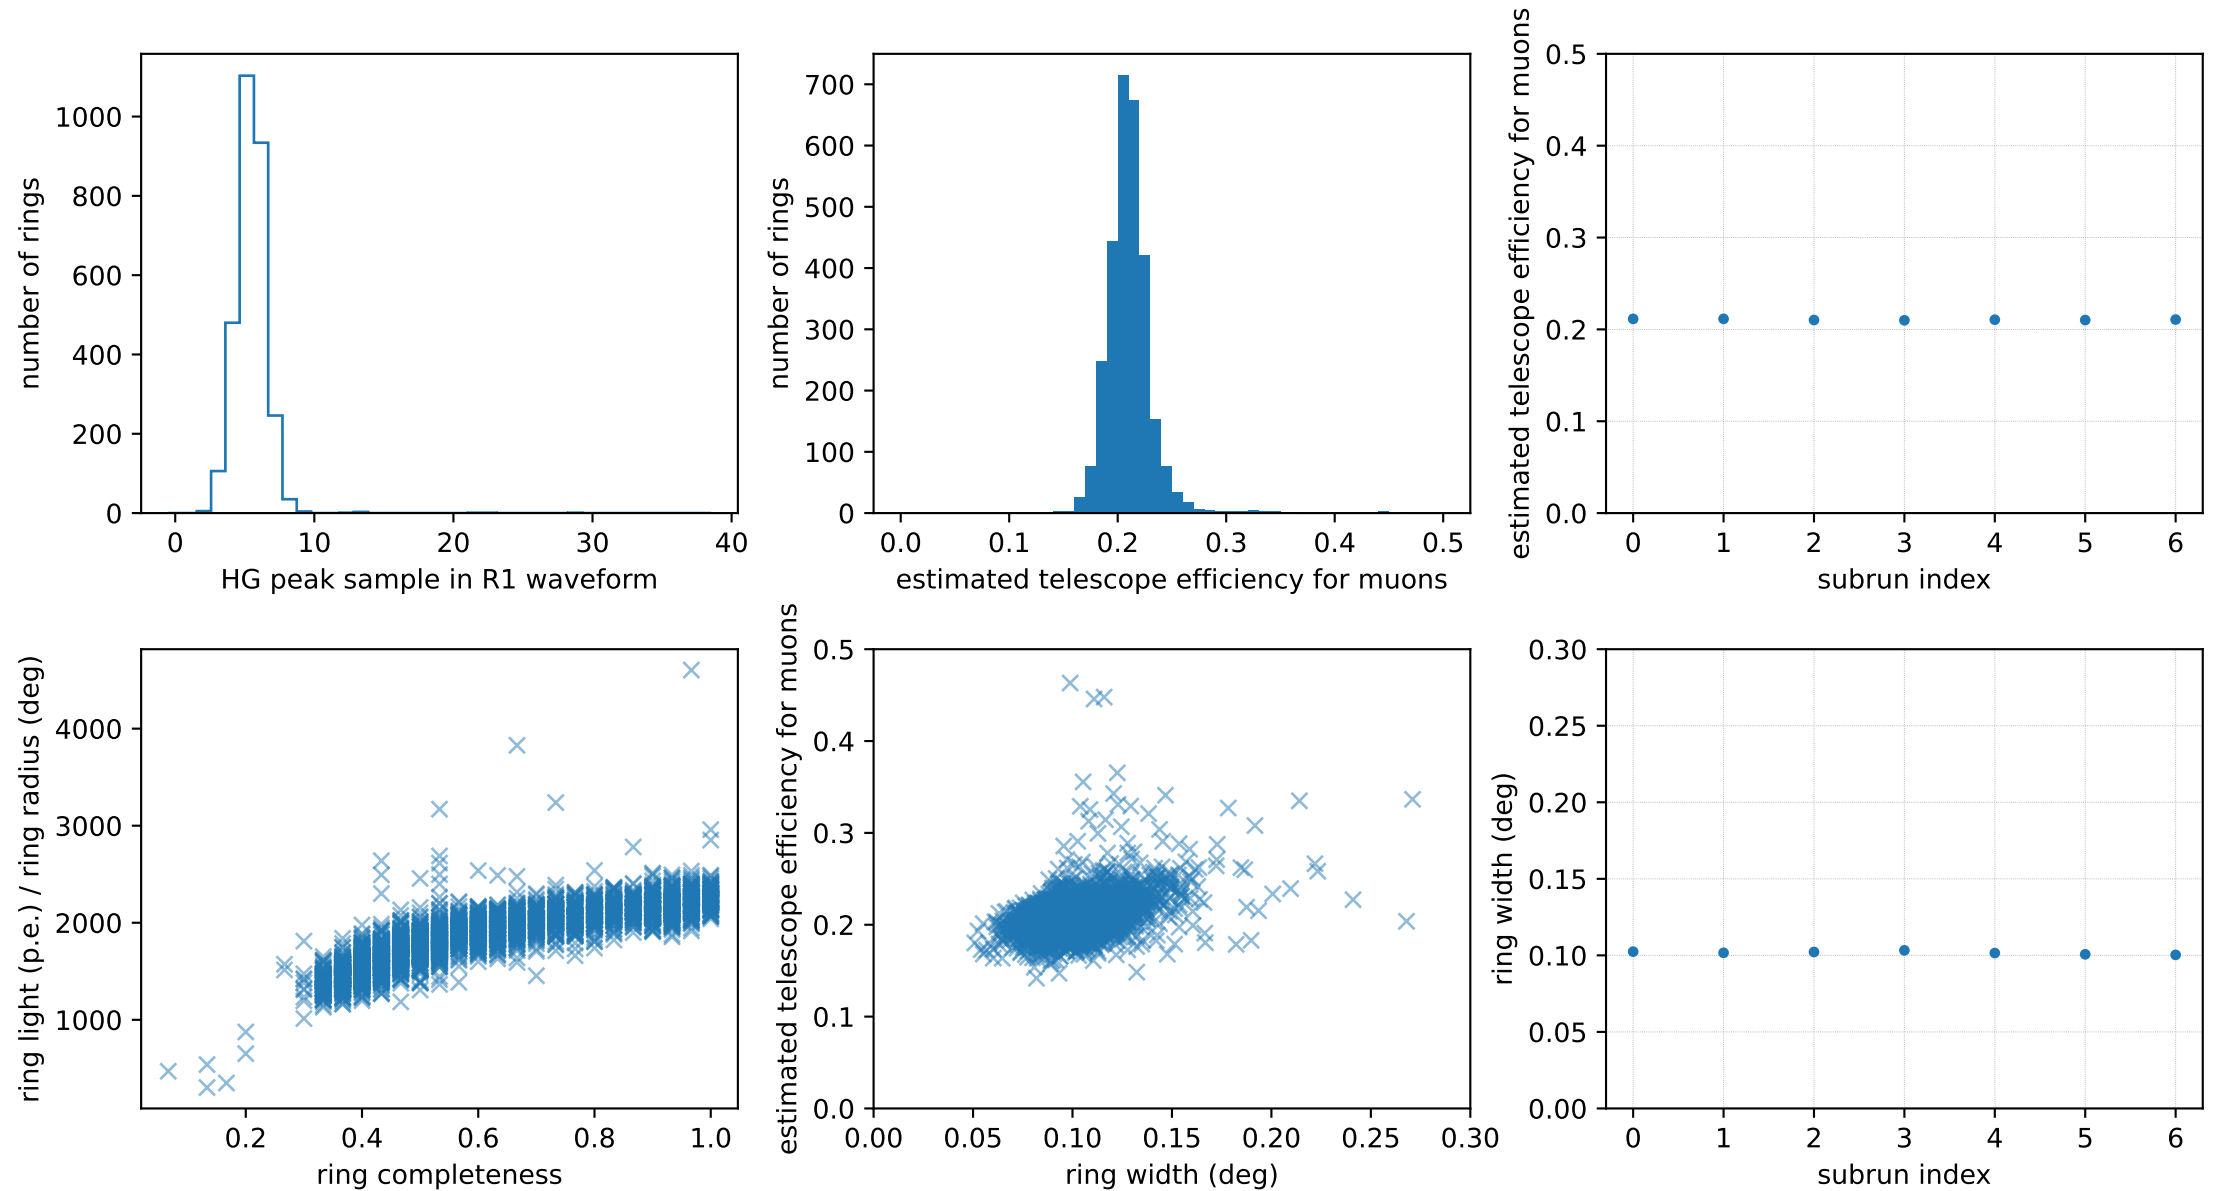 number of rings
1000
800
600
400
200
0
0 10 20 30 40
HG peak sample in R1 waveform
number of rings
700
600
500
400
300
200
100
0
0.0 0.1 0.2 0.3 0.4 0.5
estimated telescope efficiency for muons
estimated telescope efficiency for muons
0.5
0.4
0.3
0.2
0.1
0.0
0 1 2 3 4 5 6
subrun index
ring light (p.e.) / ring radius (deg)
4000
3000
2000
1000
0.2 0.4 0.6 0.8 1.0
ring completeness
estimated telescope efficiency for muons
0.5
0.4
0.3
0.2
0.1
0.0
0.00 0.05 0.10 0.15 0.20 0.25 0.30
ring width (deg)
ring width (deg)
0.30
0.25
0.20
0.15
0.10
0.05
0.00
0 1 2 3 4 5 6
subrun index